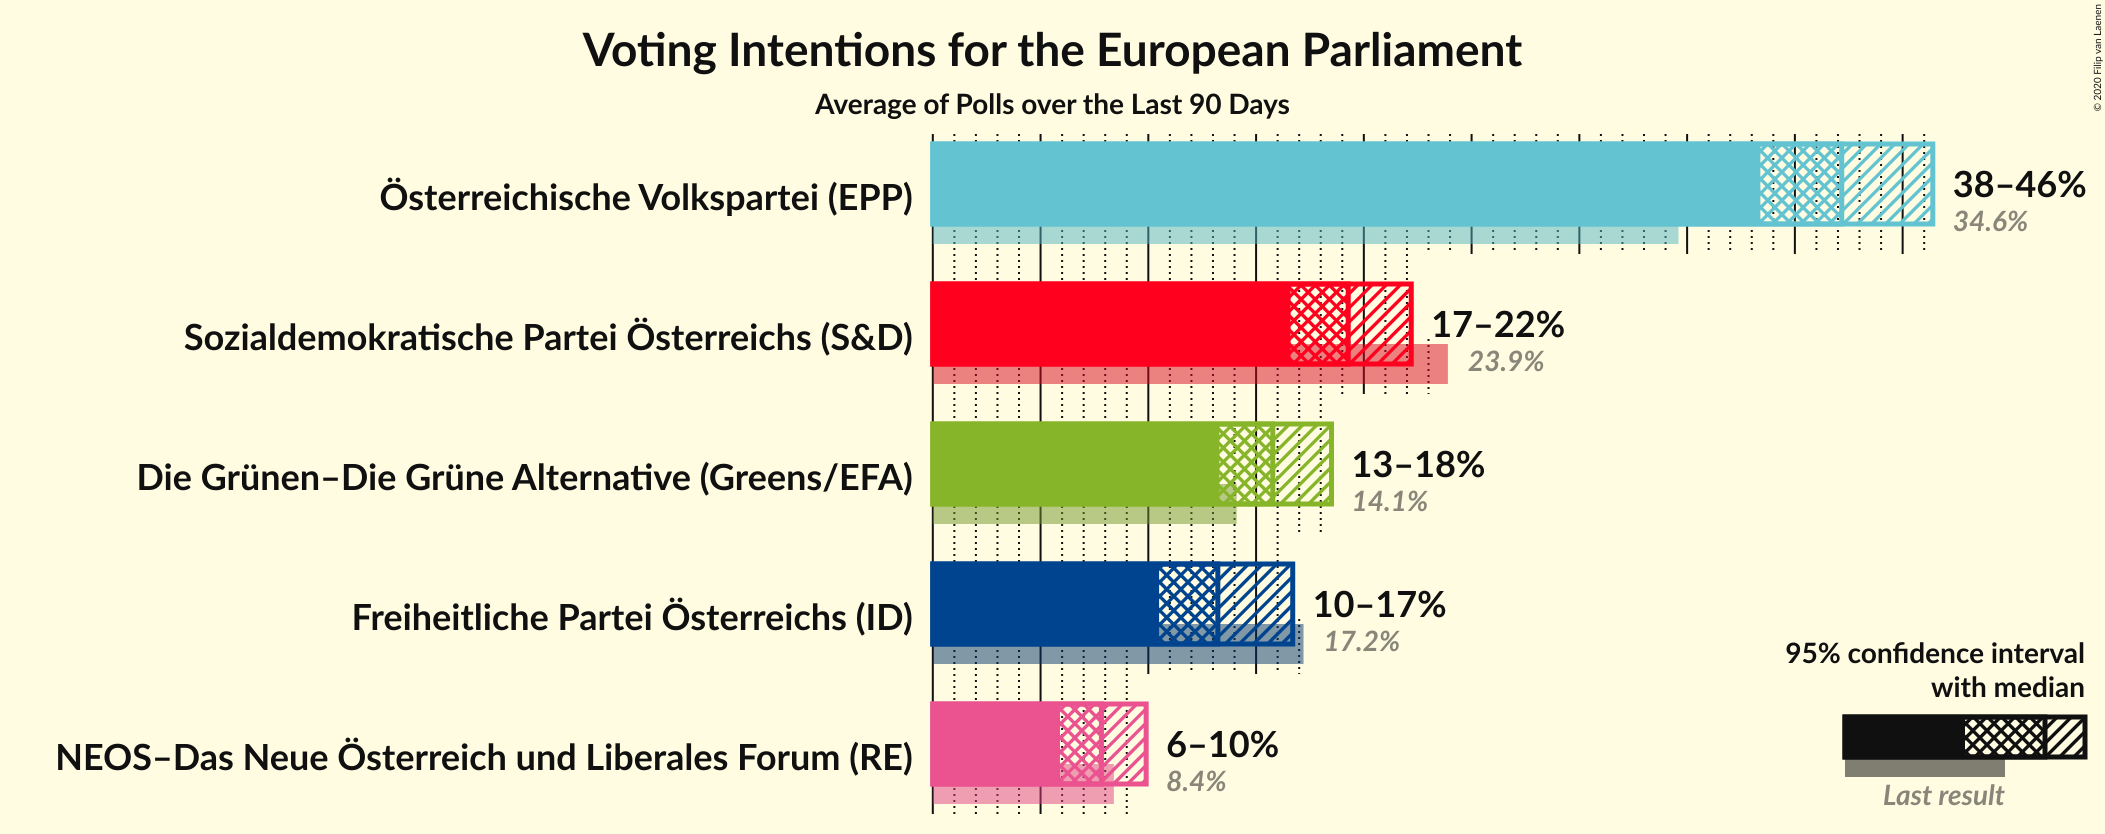 Voting Intentions for the European Parliament
Average of Polls over the Last 90 Days
© 2020 Filip van Laenen
Österreichische Volkspartei (EPP)
38–46%
34.6%
Sozialdemokratische Partei Österreichs (S&D)
17–22%
23.9%
Die Grünen–Die Grüne Alternative (Greens/EFA)
13–18%
14.1%
Freiheitliche Partei Österreichs (ID)
10–17%
17.2%
NEOS–Das Neue Österreich und Liberales Forum (RE)
6–10%
8.4%
95% confidence interval
with median
Last result